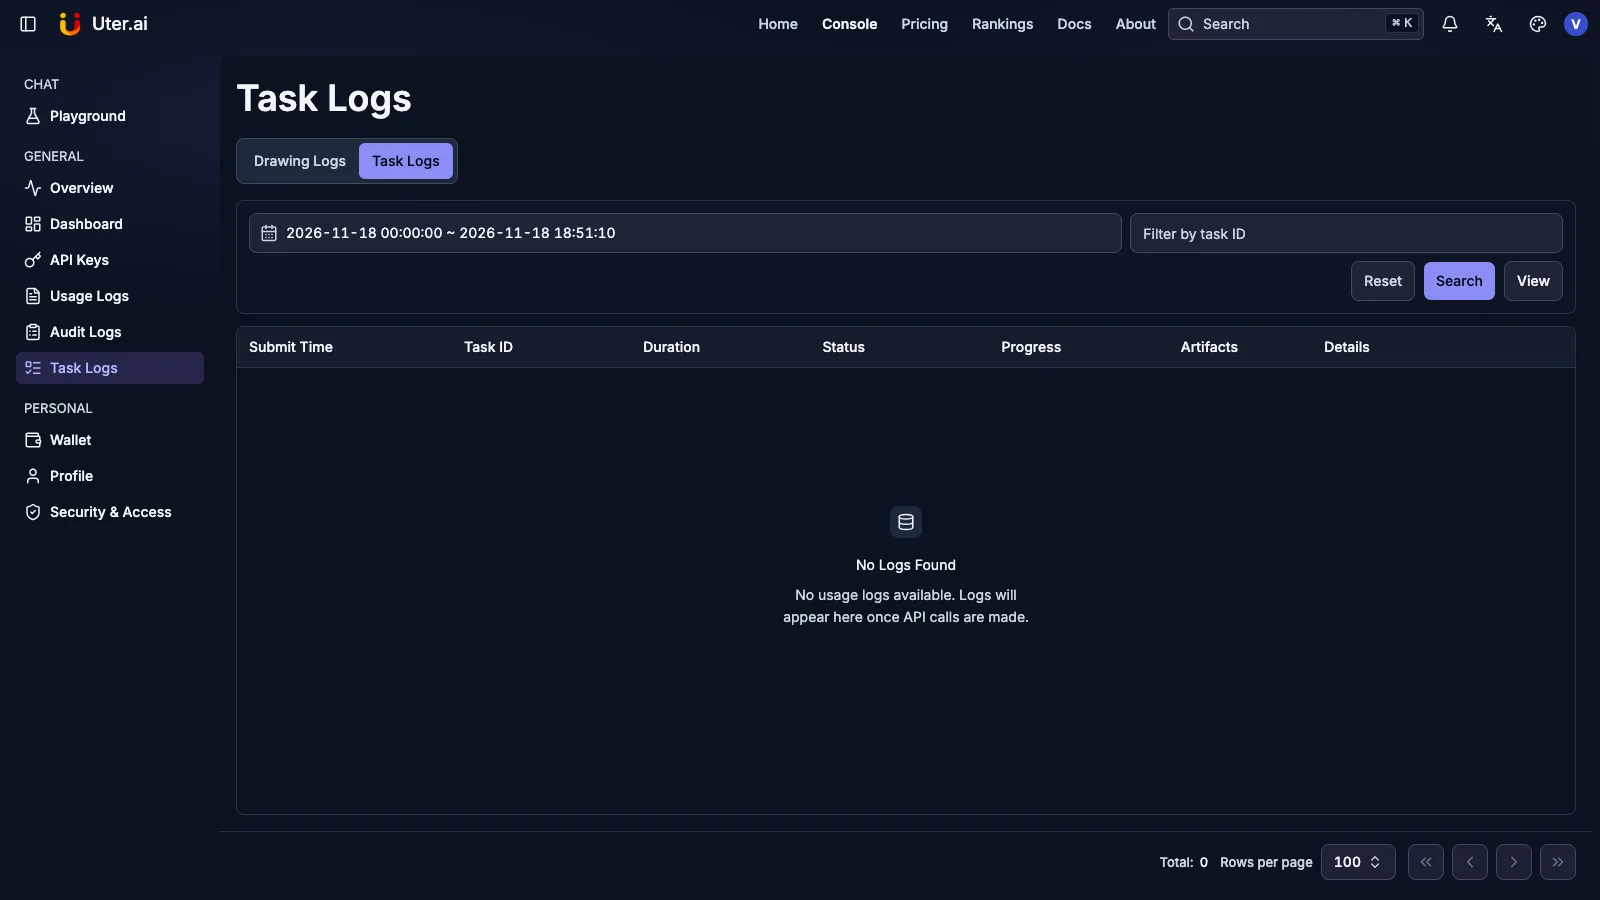 Uter.ai
Home Console Pricing Rankings Docs About Search ⌘ K V
CHAT
Playground
GENERAL
Overview
Dashboard
API Keys
Usage Logs
Audit Logs
Task Logs
PERSONAL
Wallet
Profile
Security & Access
Task Logs
Drawing Logs Task Logs
2026-11-18 00:00:00 ~ 2026-11-18 18:51:10 Filter by task ID
Reset Search View
Submit Time Task ID Duration Status Progress Artifacts Details
No Logs Found
No usage logs available. Logs will
appear here once API calls are made.
Total: 0 Rows per page 100